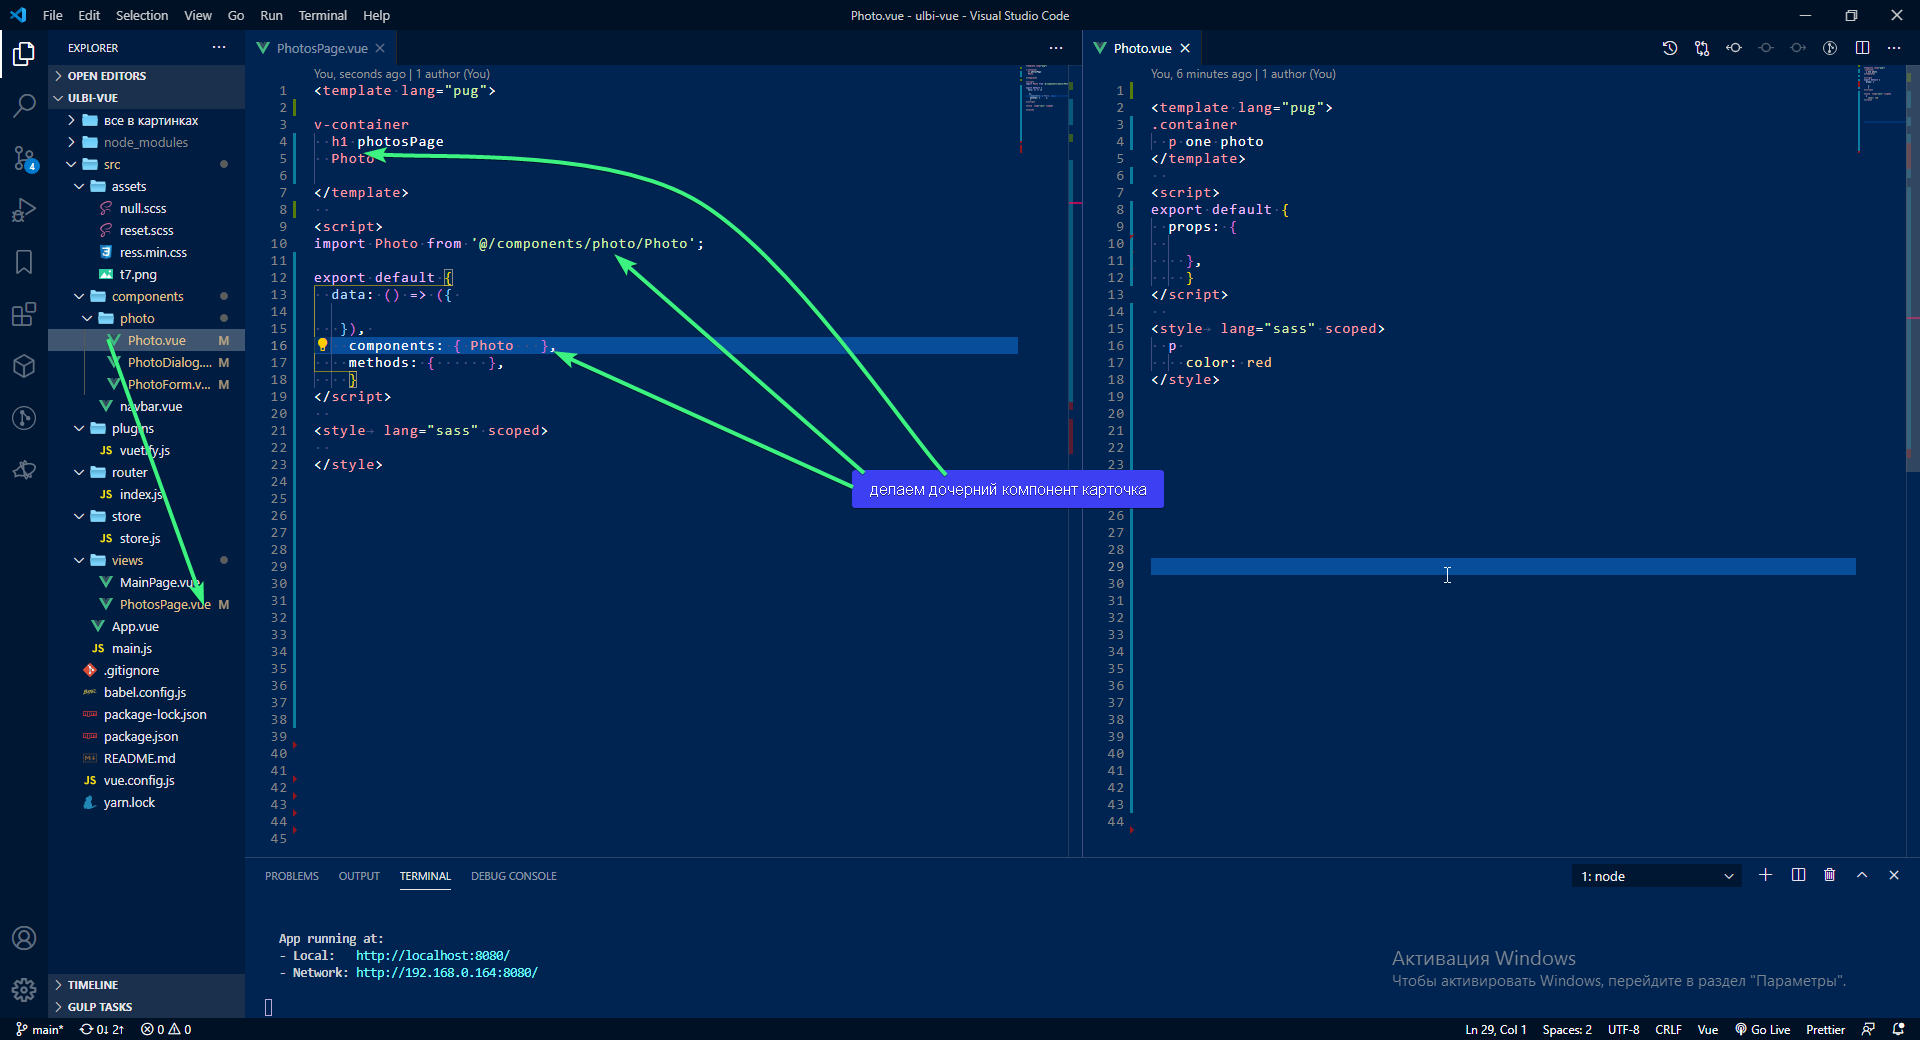 File Edit Selection View Go Run Terminal Help
Photo.vue - ulbi-vue - Visual Studio Code
EXPLORER
OPEN EDITORS
ULBI-VUE
все в картинках
node_modules
src
assets
null.scss
reset.scss
ress.min.css
t7.png
components
photo
Photo.vue M
PhotoDialog.... M
PhotoForm.v... M
navbar.vue
plugins
vuetify.js
router
index.js
store
store.js
views
MainPage.vue
PhotosPage.vue M
App.vue
main.js
.gitignore
babel.config.js
package-lock.json
package.json
README.md
vue.config.js
yarn.lock
TIMELINE
GULP TASKS
4
PhotosPage.vue
You, seconds ago | 1 author (You)
1 <template lang="pug">
2
3 v-container
4 h1 photosPage
5 Photo
6
7 </template>
8
9 <script>
10 import Photo from '@/components/photo/Photo';
11
12 export default {
13 data: () => ({
14
15 }),
16 components: { Photo },
17 methods: { },
18 }
19 </script>
20
21 <style lang="sass" scoped>
22
23 </style>
24
25
26
27
28
29
30
31
32
33
34
35
36
37
38
39
40
41
42
43
44
45
делаем дочерний компонент карточка
Photo.vue
You, 6 minutes ago | 1 author (You)
1
2 <template lang="pug">
3 .container
4 p one photo
5 </template>
6
7 <script>
8 export default {
9 props: {
10
11 },
12 }
13 </script>
14
15 <style lang="sass" scoped>
16 p
17 color: red
18 </style>
19
20
21
22
23
26
27
28
29
30
31
32
33
34
35
36
37
38
39
40
41
42
43
44
PROBLEMS OUTPUT TERMINAL DEBUG CONSOLE
1: node
App running at:
- Local: http://localhost:8080/
- Network: http://192.168.0.164:8080/
Активация Windows
Чтобы активировать Windows, перейдите в раздел "Параметры".
main* 0↓ 2↑ 0 0
Ln 29, Col 1 Spaces: 2 UTF-8 CRLF Vue Go Live Prettier